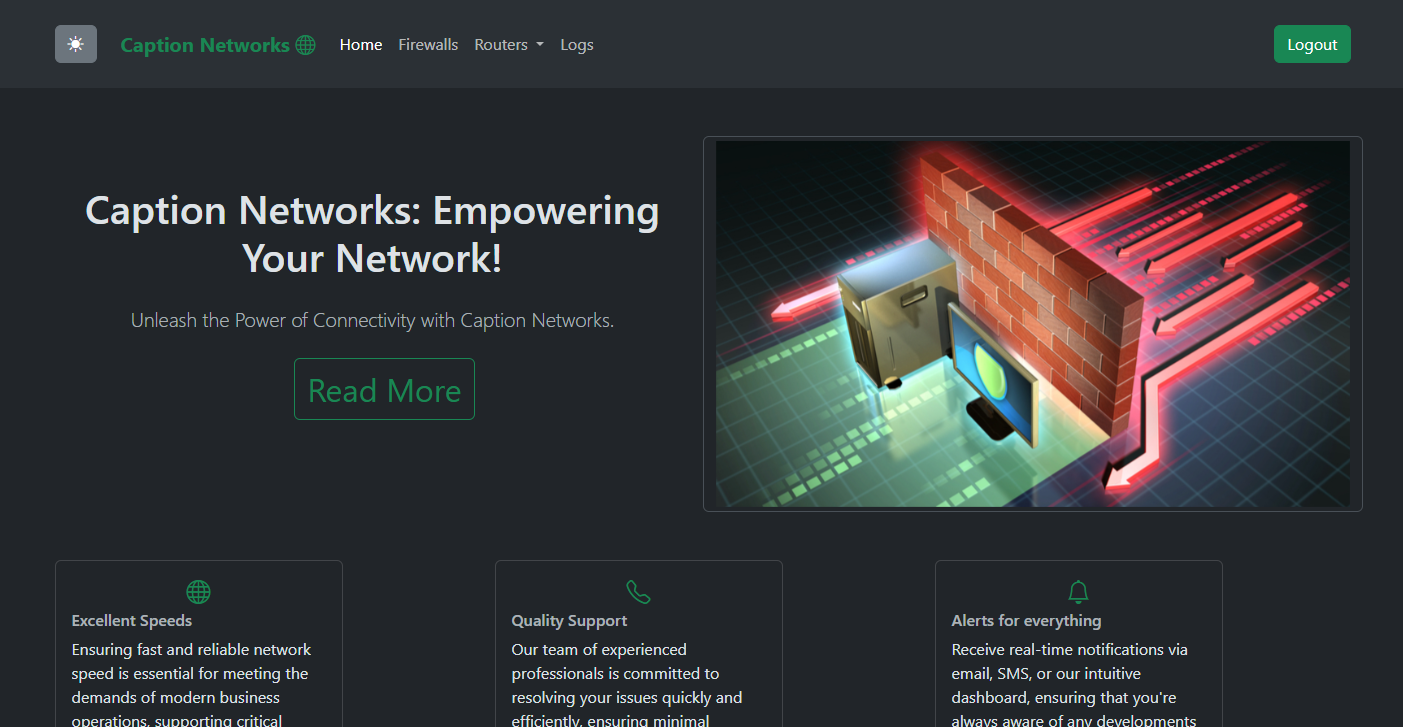 Caption Networks
Home
Firewalls
Routers
Logs
Logout
Caption Networks: Empowering
Your Network!
Unleash the Power of Connectivity with Caption Networks.
Read More
Excellent Speeds
Ensuring fast and reliable network
speed is essential for meeting the
demands of modern business
operations, supporting critical
Quality Support
Our team of experienced
professionals is committed to
resolving your issues quickly and
efficiently, ensuring minimal
Alerts for everything
Receive real-time notifications via
email, SMS, or our intuitive
dashboard, ensuring that you're
always aware of any developments